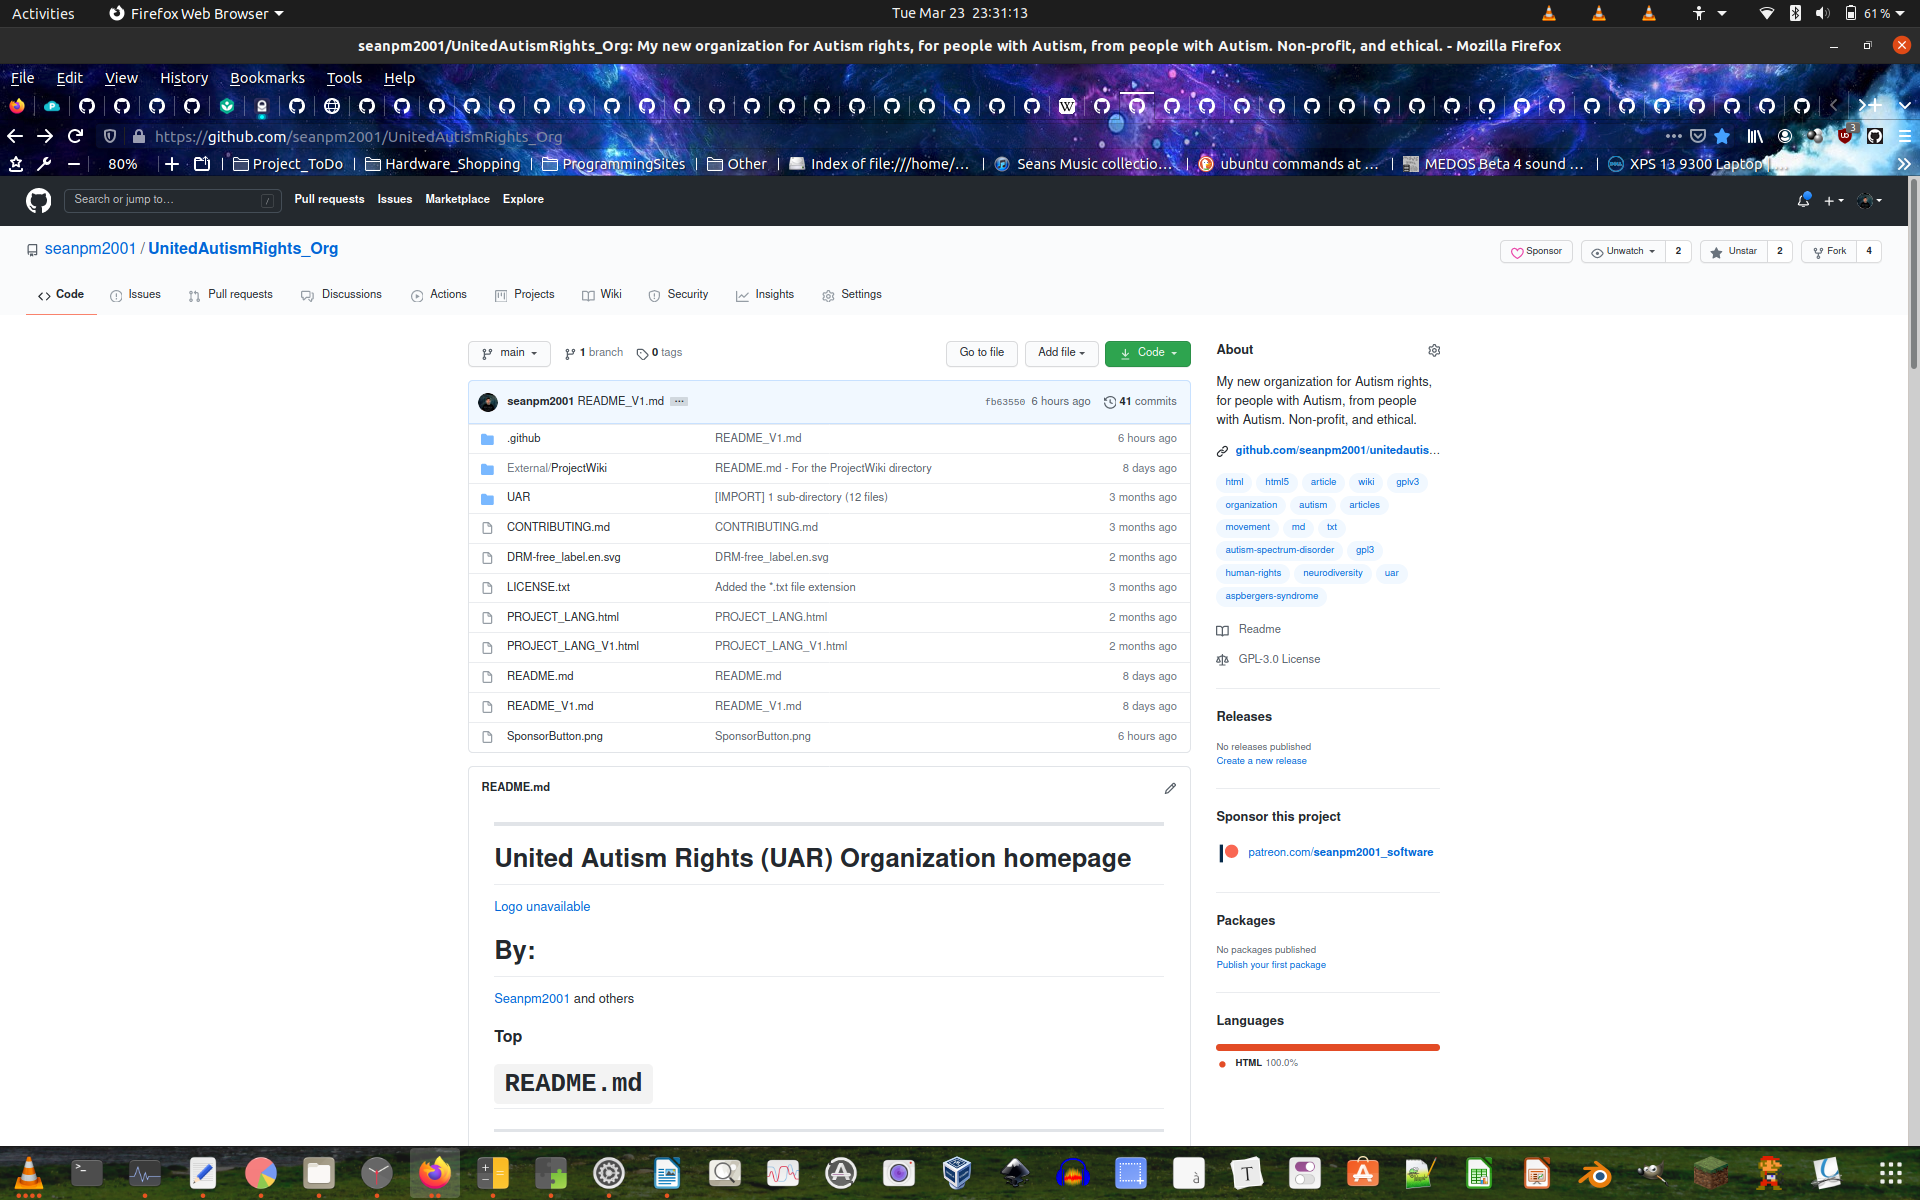 Activities
Firefox Web Browser
Tue Mar 23 23:31:13
61 %
seanpm2001/UnitedAutismRights_Org: My new organization for Autism rights, for people with Autism, from people with Autism. Non-profit, and ethical. - Mozilla Firefox
File Edit View History Bookmarks Tools Help
https://github.com/seanpm2001/UnitedAutismRights_Org
3
80%
Project_ToDo
Hardware_Shopping
ProgrammingSites
Other
Index of file:///home/…
Seans Music collectio…
ubuntu commands at …
MEDOS Beta 4 sound …
XPS 13 9300 Laptop
Search or jump to…
/
Pull requests Issues Marketplace Explore
seanpm2001 / UnitedAutismRights_Org
Sponsor
Unwatch 2
Unstar 2
Fork 4
Code Issues Pull requests Discussions Actions Projects Wiki Security Insights Settings
main
1 branch
0 tags
Go to file
Add file
Code
seanpm2001 README_V1.md ... fb63550 6 hours ago 41 commits
.github README_V1.md 6 hours ago
External/ProjectWiki README.md - For the ProjectWiki directory 8 days ago
UAR [IMPORT] 1 sub-directory (12 files) 3 months ago
CONTRIBUTING.md CONTRIBUTING.md 3 months ago
DRM-free_label.en.svg DRM-free_label.en.svg 2 months ago
LICENSE.txt Added the *.txt file extension 3 months ago
PROJECT_LANG.html PROJECT_LANG.html 2 months ago
PROJECT_LANG_V1.html PROJECT_LANG_V1.html 2 months ago
README.md README.md 8 days ago
README_V1.md README_V1.md 8 days ago
SponsorButton.png SponsorButton.png 6 hours ago
README.md
United Autism Rights (UAR) Organization homepage
Logo unavailable
By:
Seanpm2001 and others
Top
README.md
About
My new organization for Autism rights,
for people with Autism, from people
with Autism. Non-profit, and ethical.
github.com/seanpm2001/unitedautis…
html html5 article wiki gplv3
organization autism articles
movement md txt
autism-spectrum-disorder gpl3
human-rights neurodiversity uar
aspbergers-syndrome
Readme
GPL-3.0 License
Releases
No releases published
Create a new release
Sponsor this project
patreon.com/seanpm2001_software
Packages
No packages published
Publish your first package
Languages
HTML 100.0%